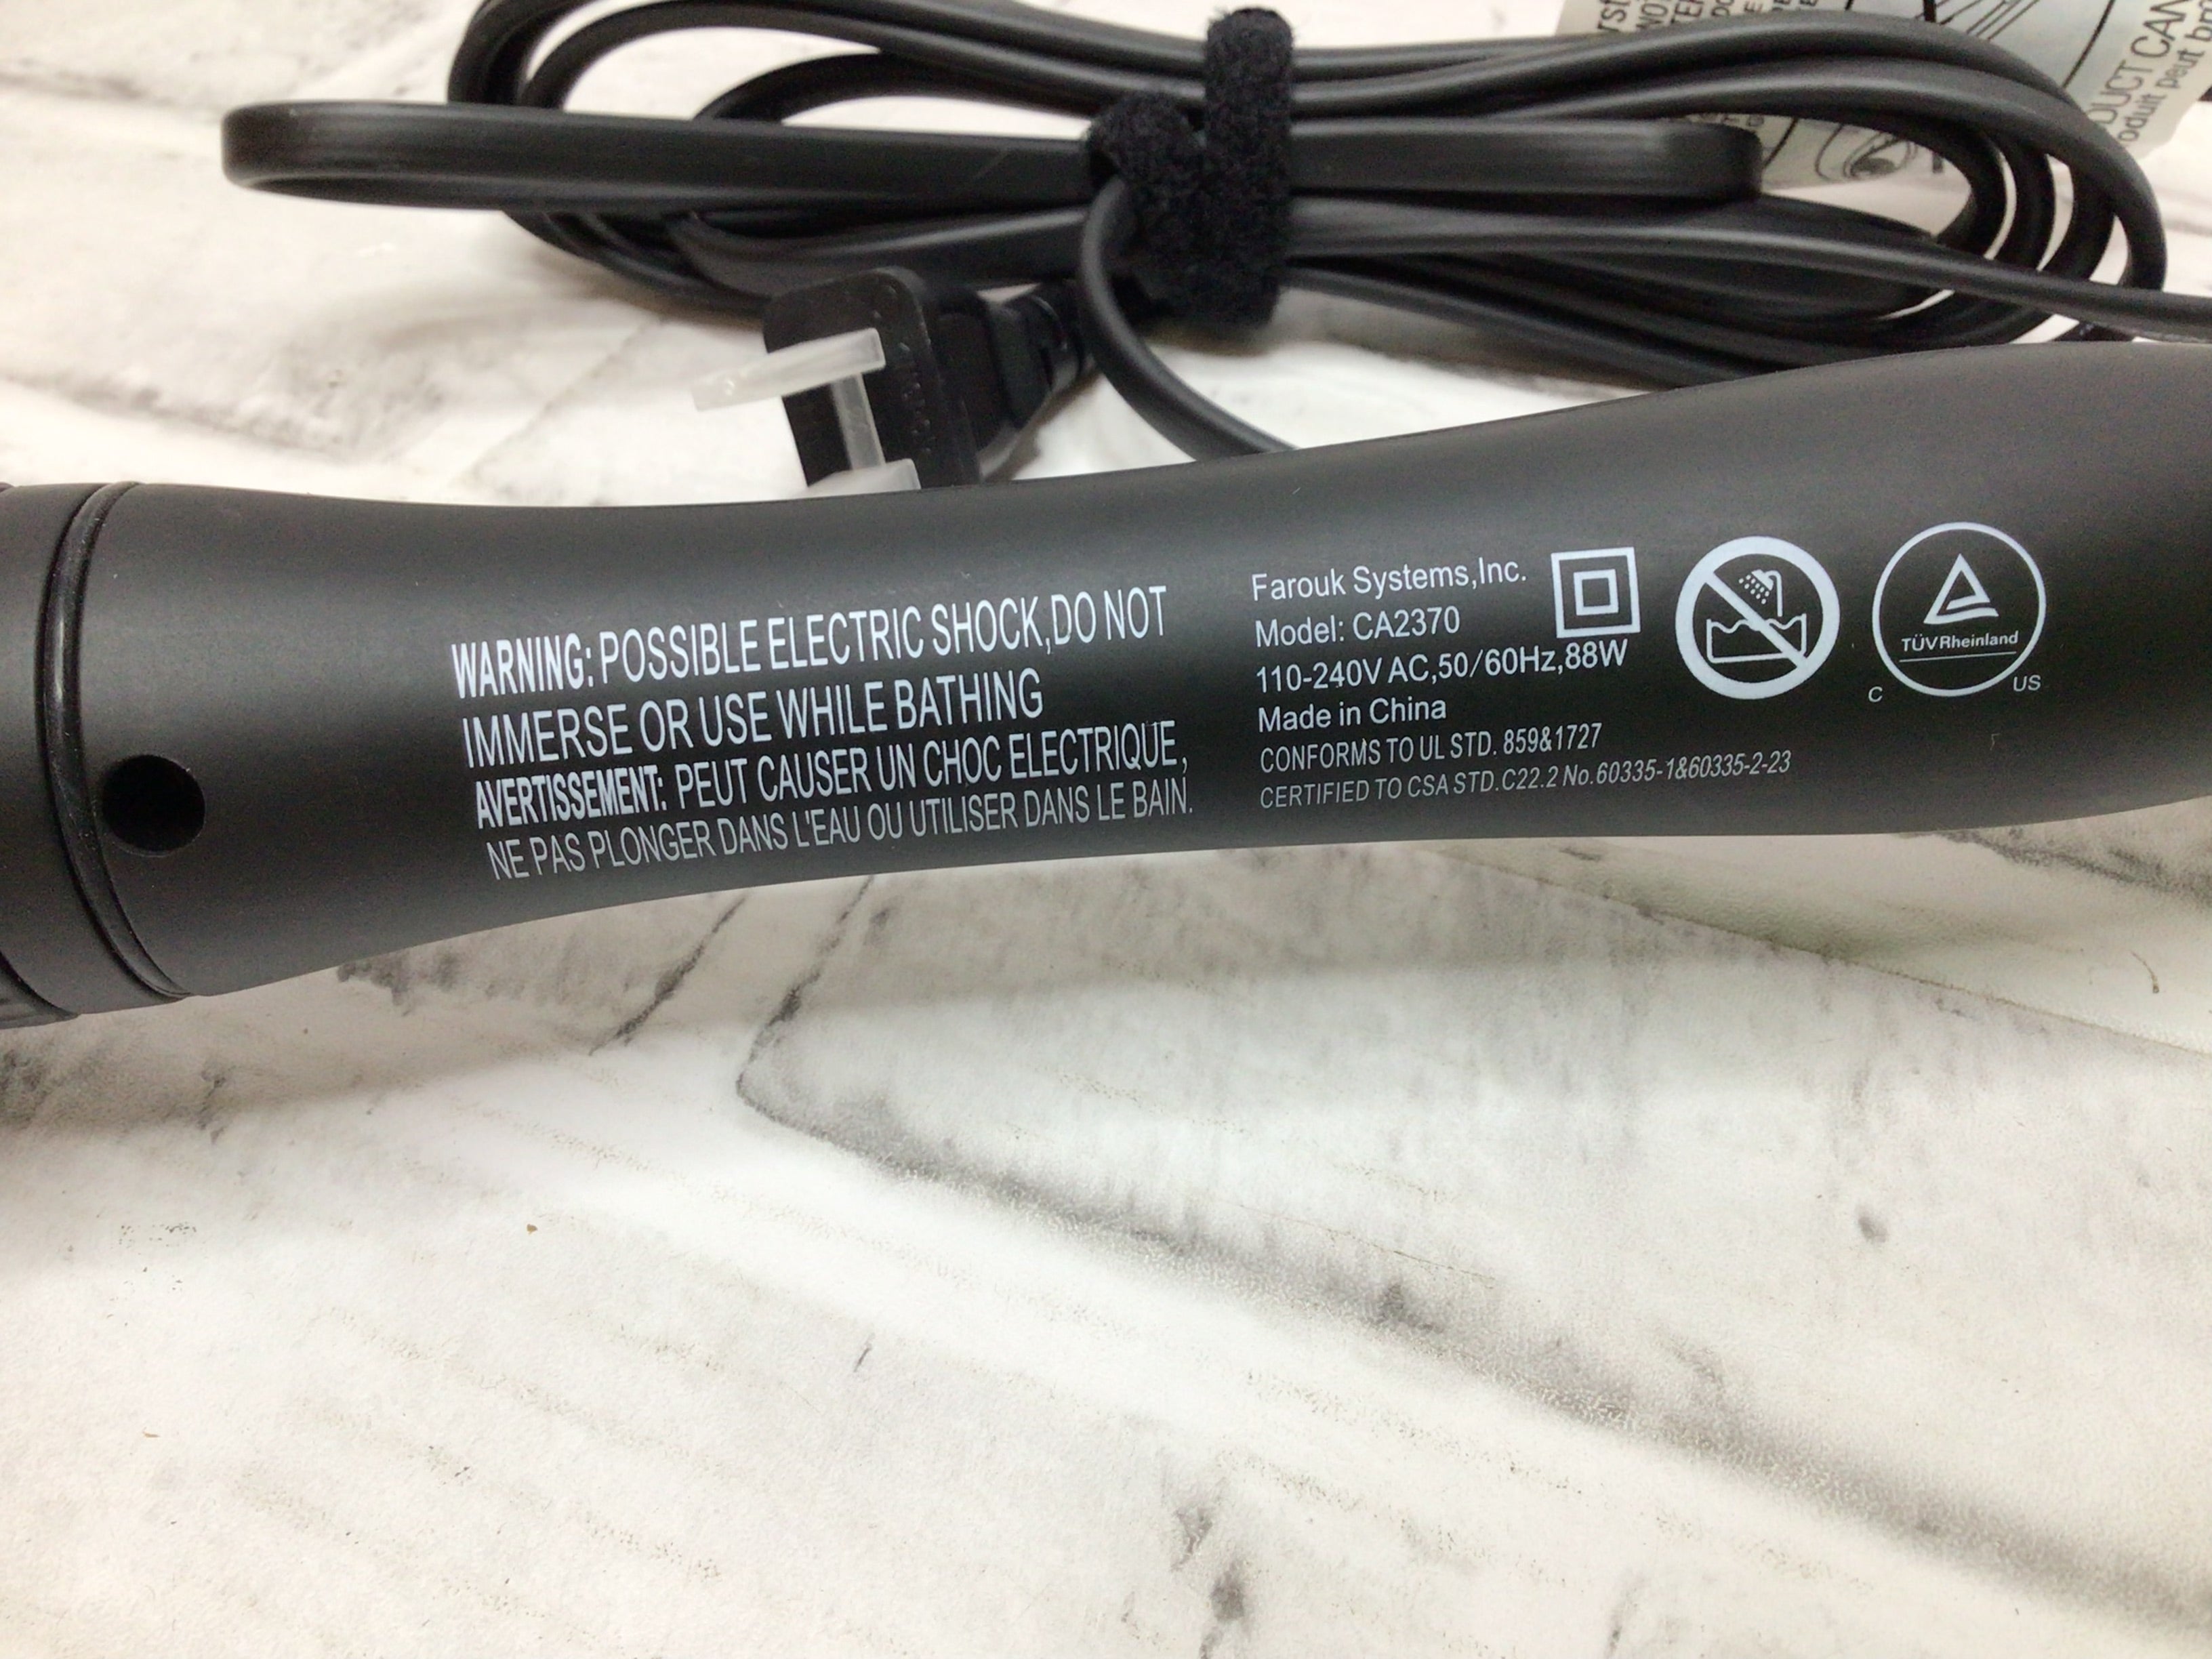 WARNING: POSSIBLE ELECTRIC SHOCK,DO NOT
IMMERSE OR USE WHILE BATHING
AVERTISSEMENT: PEUT CAUSER UN CHOC ELECTRIQUE,
NE PAS PLONGER DANS L'EAU OU UTILISER DANS LE BAIN.
Farouk Systems,Inc.
Model: CA2370
110-240V AC,50/60Hz,88W
Made in China
CONFORMS TO UL STD. 859&1727
CERTIFIED TO CSA STD.C22.2 No.60335-1&60335-2-23
TÜVRheinland
C US
CAN
peut